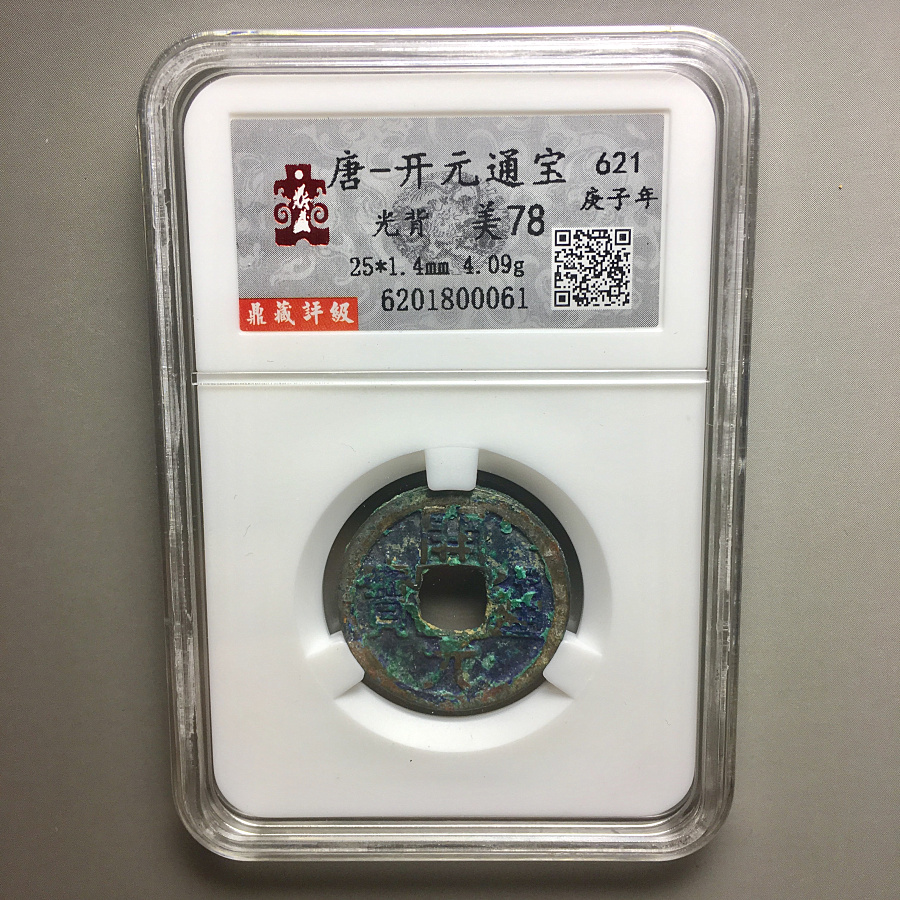 唐-开元通宝 621
庚子年
光背 美78
25*1.4mm 4.09g
6201800061
鼎藏評級
開
通寶
元